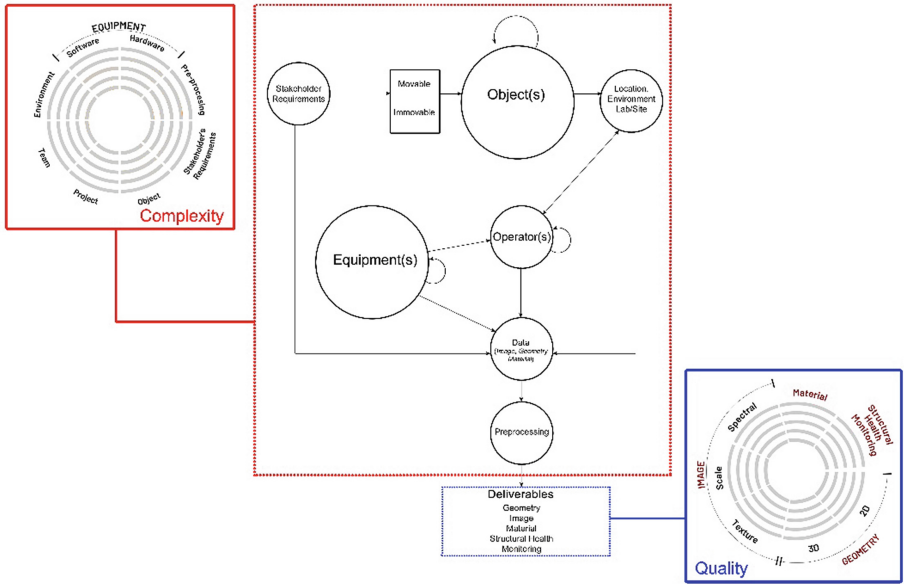 EQUIPMENT
Software
Hardware
Environment
Pre-procesing
Team
Stakeholder's
Requirements
Project
Object
Complexity
Stakeholder
Requirements
Movable
Immovable
Object(s)
Location,
Environment
Lab/Site
Equipment(s)
Operator(s)
Data
(Image, Geometry
Material)
Preprocessing
Deliverables
Geometry
Image
Material
Structural Health
Monitoring
Material
Spectral
Structural
Health
Monitoring
IMAGE
Scale
Texture
2D
3D
GEOMETRY
Quality